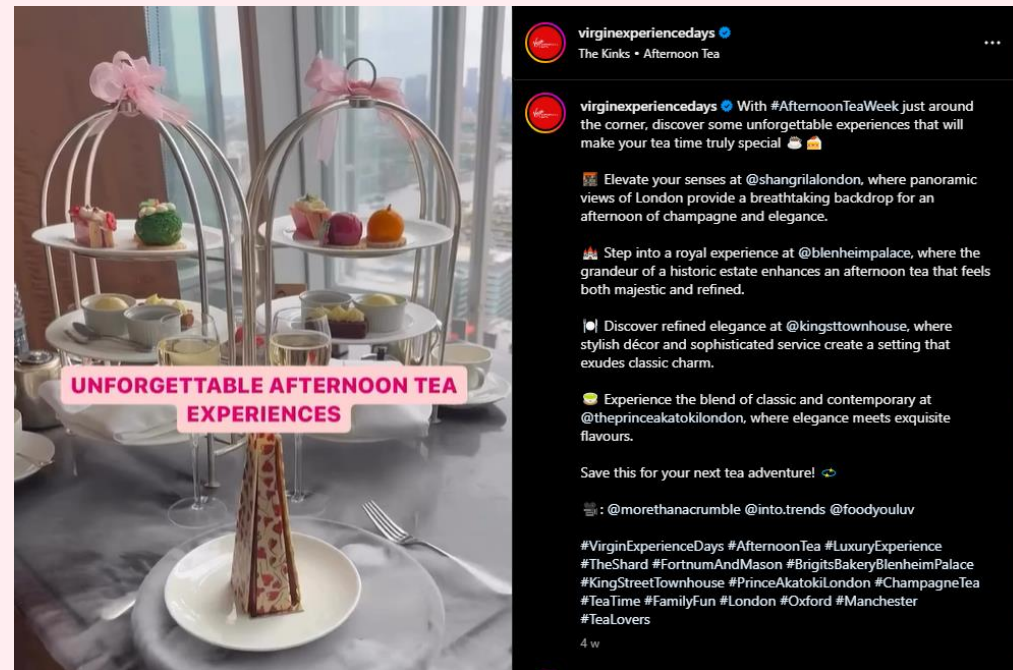 virginexperiencedays
The Kinks • Afternoon Tea
virginexperiencedays With #AfternoonTeaWeek just around
the corner, discover some unforgettable experiences that will
make your tea time truly special ☕ 🍰
🌇 Elevate your senses at @shangrilalondon, where panoramic
views of London provide a breathtaking backdrop for an
afternoon of champagne and elegance.
🏰 Step into a royal experience at @blenheimpalace, where the
grandeur of a historic estate enhances an afternoon tea that feels
both majestic and refined.
🍽️ Discover refined elegance at @kingsttownhouse, where
stylish décor and sophisticated service create a setting that
exudes classic charm.
🍵 Experience the blend of classic and contemporary at
@theprinceakatokilondon, where elegance meets exquisite
flavours.
Save this for your next tea adventure! 💫
🎥: @morethanacrumble @into.trends @foodyouluv
#VirginExperienceDays #AfternoonTea #LuxuryExperience
#TheShard #FortnumAndMason #BrigitsBakeryBlenheimPalace
#KingStreetTownhouse #PrinceAkatokiLondon #ChampagneTea
#TeaTime #FamilyFun #London #Oxford #Manchester
#TeaLovers
4 w
UNFORGETTABLE AFTERNOON TEA
EXPERIENCES